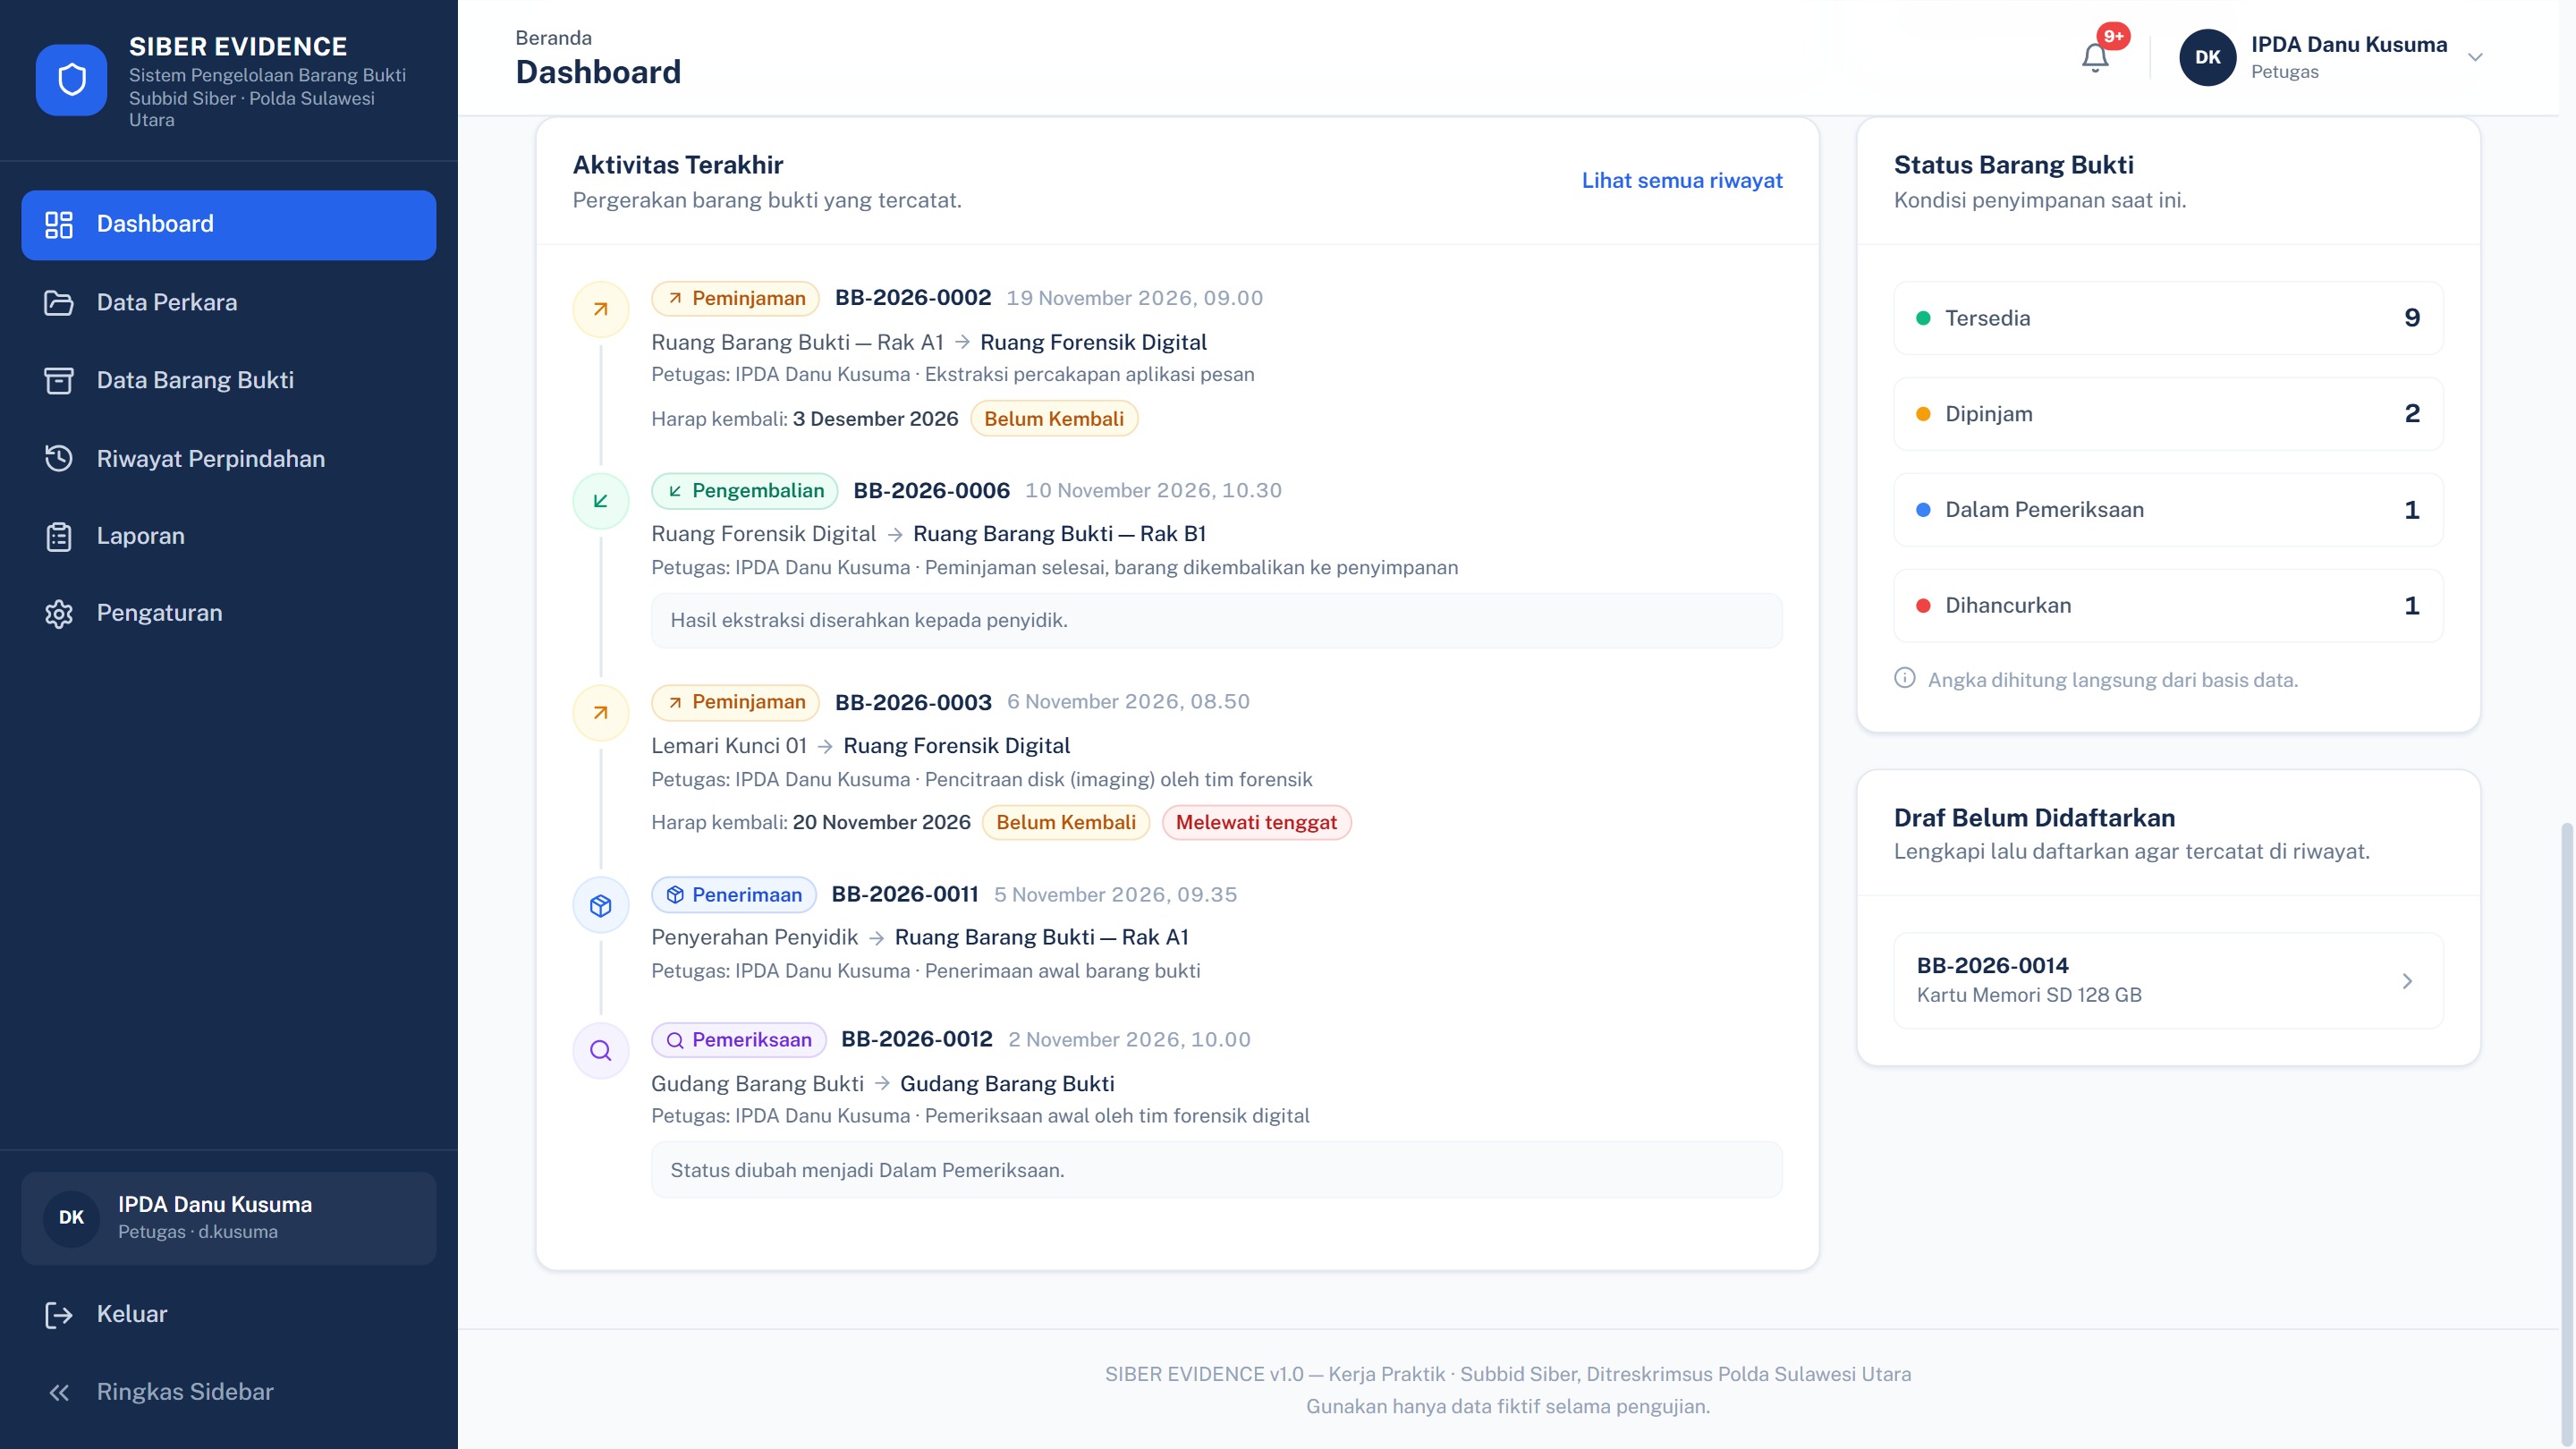 SIBER EVIDENCE
Sistem Pengelolaan Barang Bukti
Subbid Siber · Polda Sulawesi
Utara
Dashboard
Data Perkara
Data Barang Bukti
Riwayat Perpindahan
Laporan
Pengaturan
DK
IPDA Danu Kusuma
Petugas · d.kusuma
Keluar
Ringkas Sidebar
Beranda
Dashboard
9+
DK
IPDA Danu Kusuma
Petugas
Aktivitas Terakhir
Pergerakan barang bukti yang tercatat.
Lihat semua riwayat
Peminjaman BB-2026-0002 19 November 2026, 09.00
Ruang Barang Bukti — Rak A1 → Ruang Forensik Digital
Petugas: IPDA Danu Kusuma · Ekstraksi percakapan aplikasi pesan
Harap kembali: 3 Desember 2026 Belum Kembali
Pengembalian BB-2026-0006 10 November 2026, 10.30
Ruang Forensik Digital → Ruang Barang Bukti — Rak B1
Petugas: IPDA Danu Kusuma · Peminjaman selesai, barang dikembalikan ke penyimpanan
Hasil ekstraksi diserahkan kepada penyidik.
Peminjaman BB-2026-0003 6 November 2026, 08.50
Lemari Kunci 01 → Ruang Forensik Digital
Petugas: IPDA Danu Kusuma · Pencitraan disk (imaging) oleh tim forensik
Harap kembali: 20 November 2026 Belum Kembali Melewati tenggat
Penerimaan BB-2026-0011 5 November 2026, 09.35
Penyerahan Penyidik → Ruang Barang Bukti — Rak A1
Petugas: IPDA Danu Kusuma · Penerimaan awal barang bukti
Pemeriksaan BB-2026-0012 2 November 2026, 10.00
Gudang Barang Bukti → Gudang Barang Bukti
Petugas: IPDA Danu Kusuma · Pemeriksaan awal oleh tim forensik digital
Status diubah menjadi Dalam Pemeriksaan.
Status Barang Bukti
Kondisi penyimpanan saat ini.
Tersedia 9
Dipinjam 2
Dalam Pemeriksaan 1
Dihancurkan 1
Angka dihitung langsung dari basis data.
Draf Belum Didaftarkan
Lengkapi lalu daftarkan agar tercatat di riwayat.
BB-2026-0014
Kartu Memori SD 128 GB
SIBER EVIDENCE v1.0 — Kerja Praktik · Subbid Siber, Ditreskrimsus Polda Sulawesi Utara
Gunakan hanya data fiktif selama pengujian.